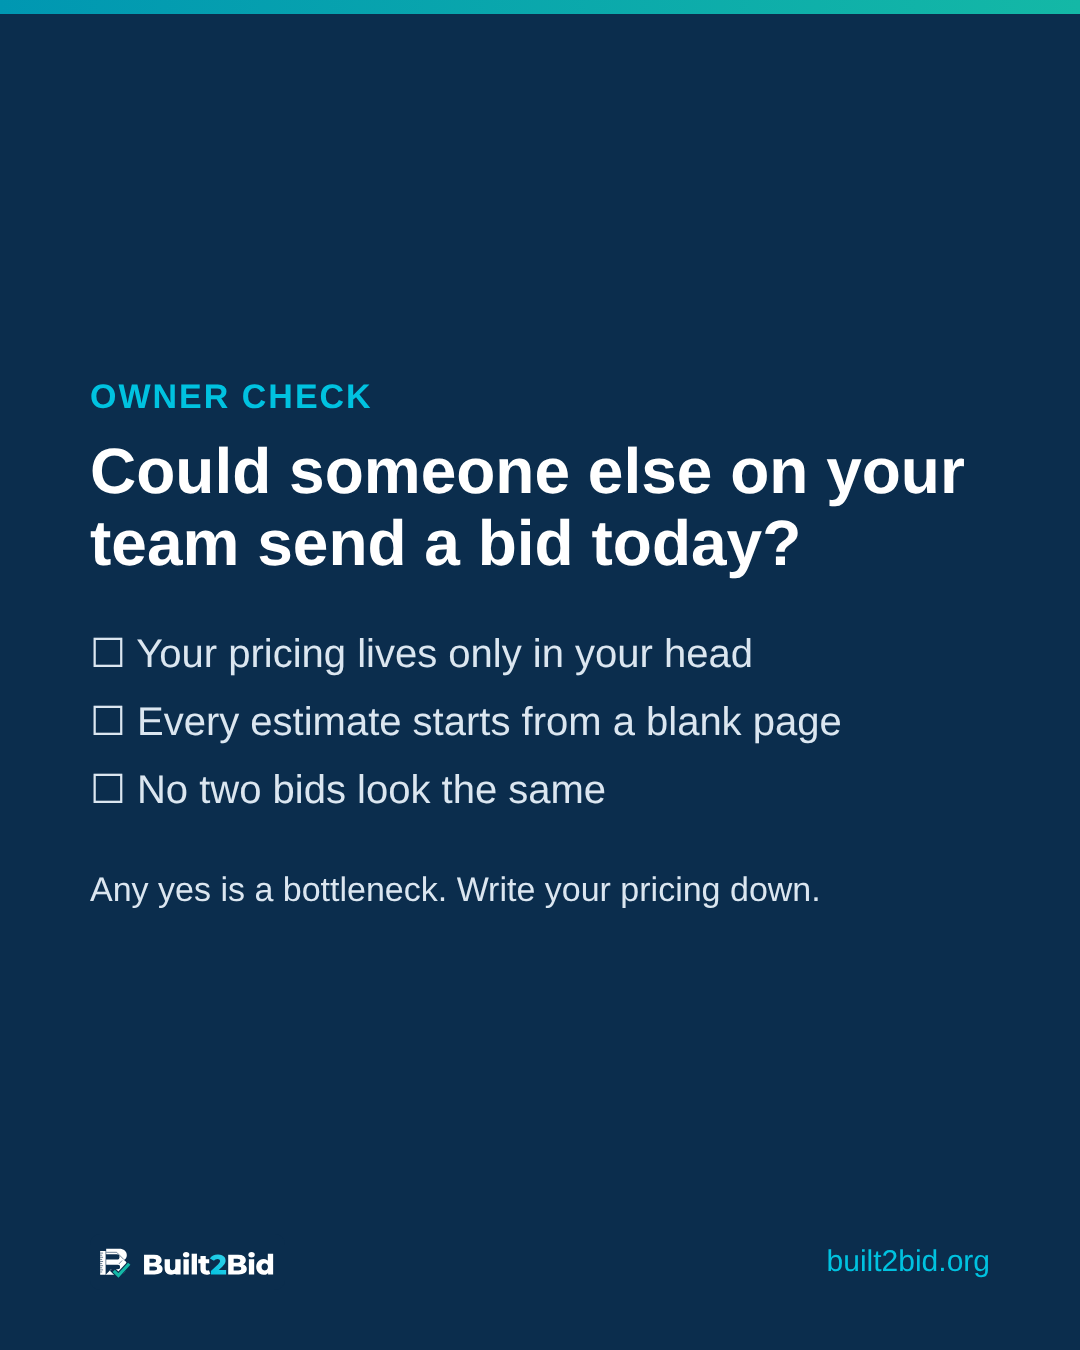 OWNER CHECK
Could someone else on your
team send a bid today?
☐ Your pricing lives only in your head
☐ Every estimate starts from a blank page
☐ No two bids look the same
Any yes is a bottleneck. Write your pricing down.
Built2Bid
built2bid.org